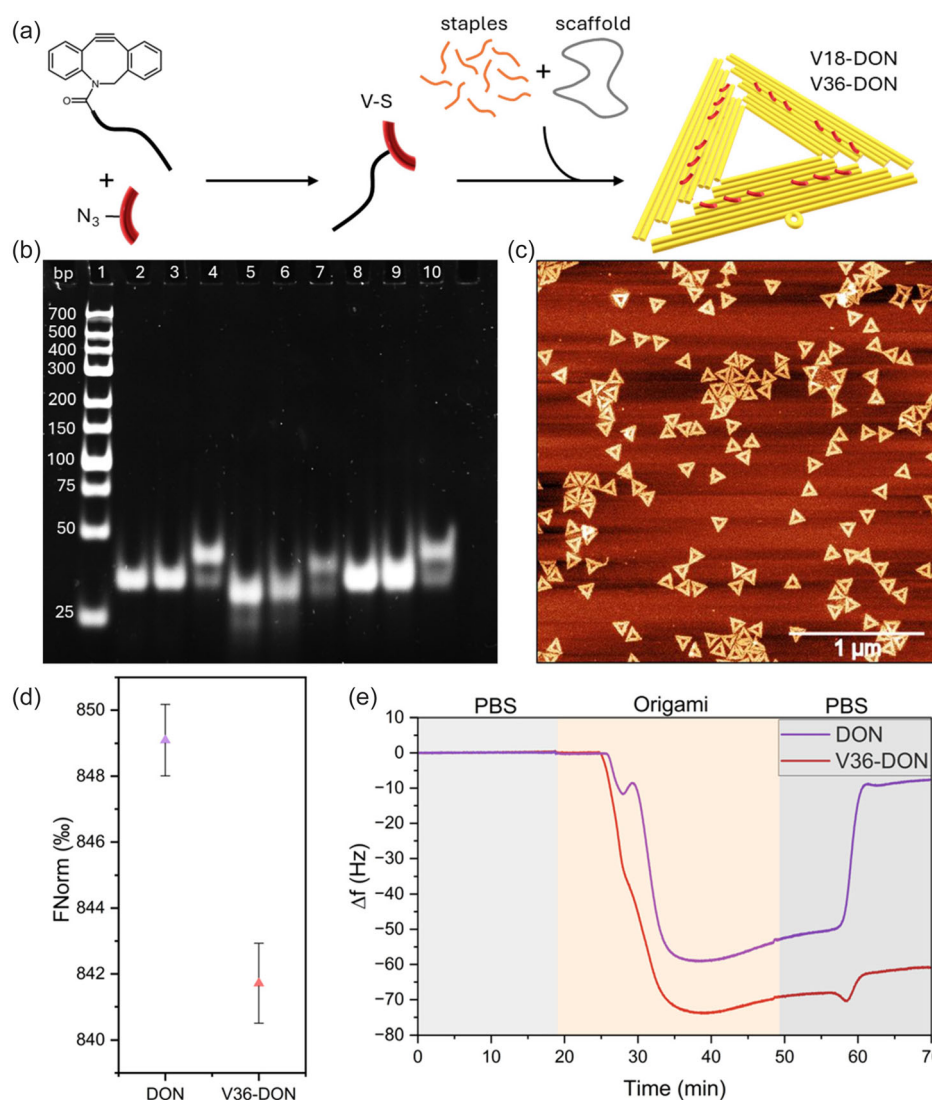 (a)
staples
scaffold
+
V18-DON
V36-DON
N
O
V-S
+
N3
(b)
bp 1 2 3 4 5 6 7 8 9 10
700
500
400
300
200
150
100
75
50
25
(c)
1 µm
(d)
850
848
846
844
842
840
FNorm (‰)
DON V36-DON
(e)
PBS Origami PBS
DON
V36-DON
10
0
−10
−20
−30
−40
−50
−60
−70
−80
Δf (Hz)
0 10 20 30 40 50 60 70
Time (min)